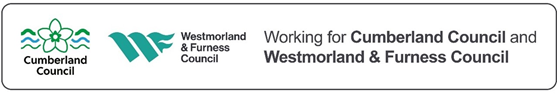 Cumberland
Council
Westmorland
& Furness
Council
Working for Cumberland Council and
Westmorland & Furness Council